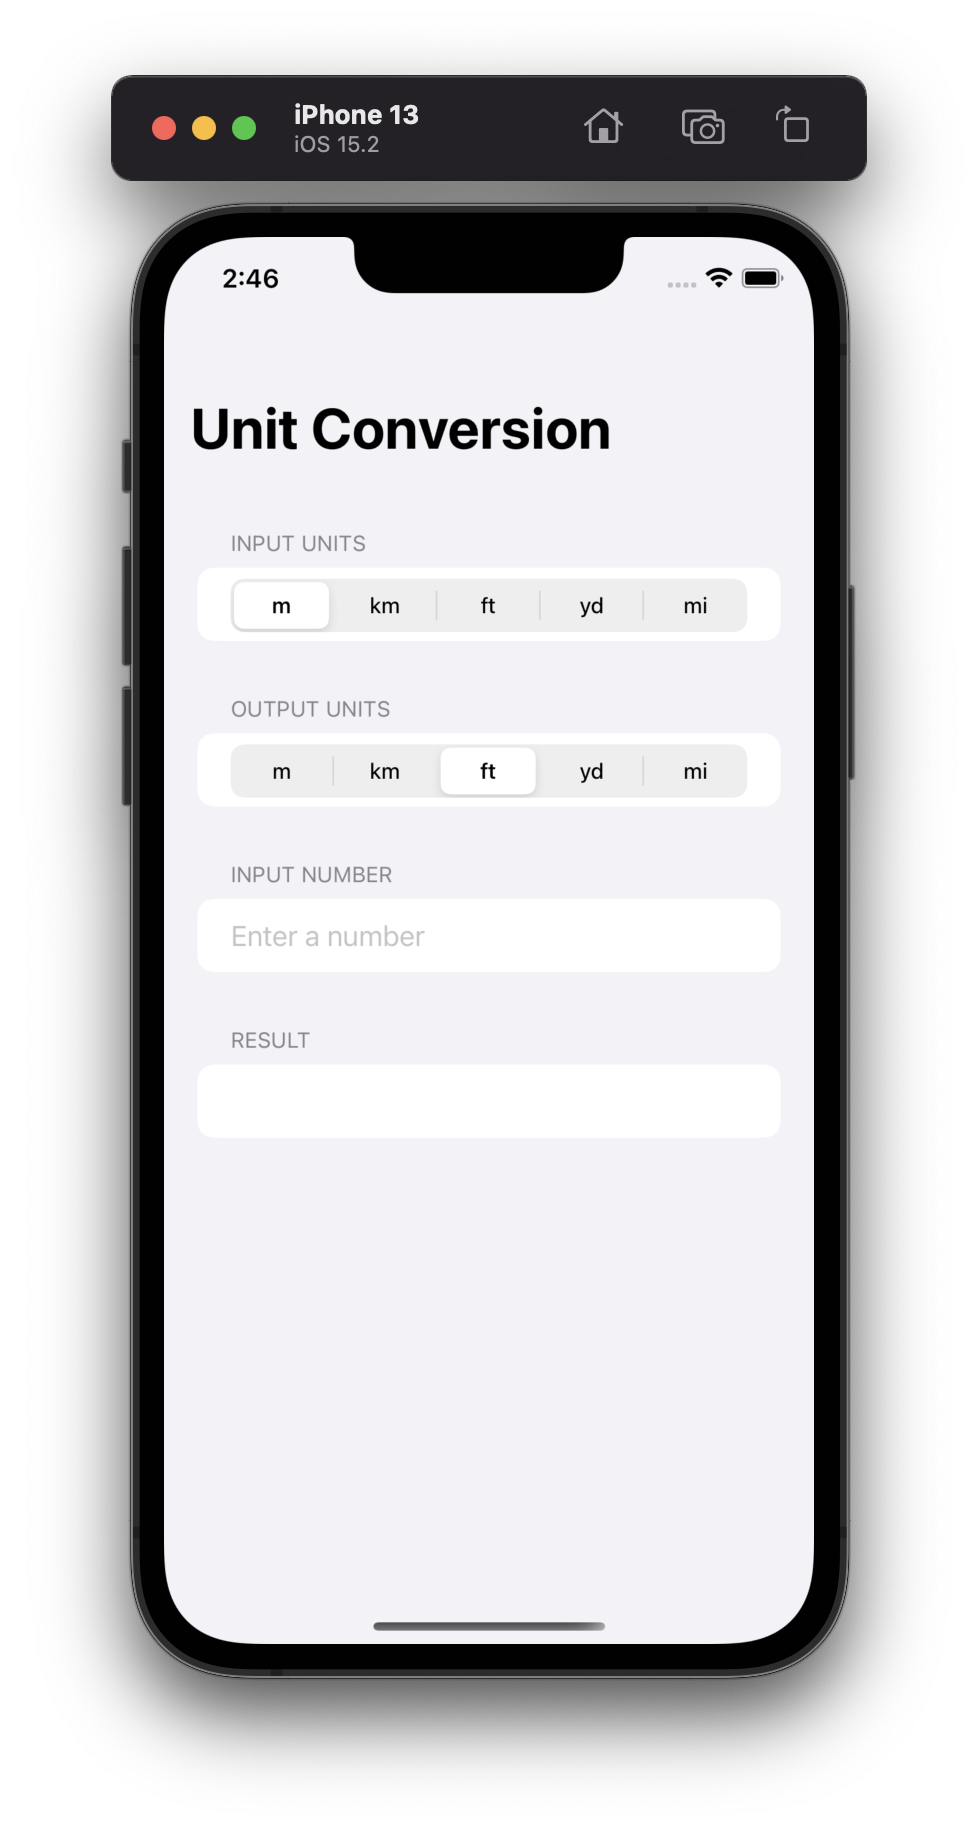 iPhone 13
iOS 15.2
2:46
Unit Conversion
INPUT UNITS
m km ft yd mi
OUTPUT UNITS
m km ft yd mi
INPUT NUMBER
Enter a number
RESULT